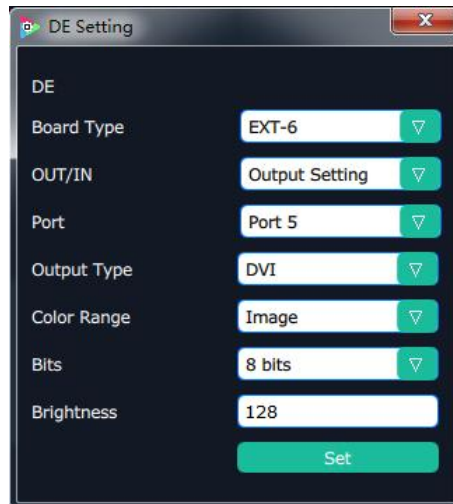 DE Setting
DE
Board Type EXT-6
OUT/IN Output Setting
Port Port 5
Output Type DVI
Color Range Image
Bits 8 bits
Brightness 128
Set